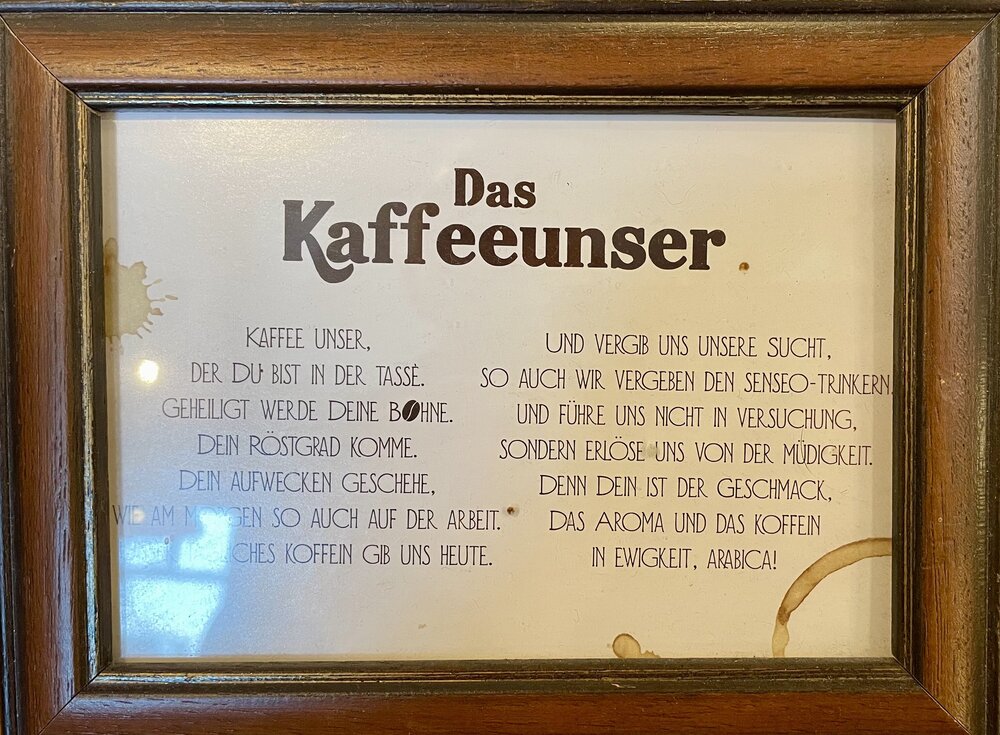 Das
Kaffeeunser
KAFFEE UNSER,
DER DU BIST IN DER TASSE.
GEHEILIGT WERDE DEINE BOHNE.
DEIN RÖSTGRAD KOMME.
DEIN AUFWECKEN GESCHEHE,
WIE AM MORGEN SO AUCH AUF DER ARBEIT.
KOFFEIN GIB UNS HEUTE.
UND VERGIB UNS UNSERE SUCHT,
SO AUCH WIR VERGEBEN DEN SENSEO-TRINKERN.
UND FÜHRE UNS NICHT IN VERSUCHUNG,
SONDERN ERLÖSE UNS VON DER MÜDIGKEIT.
DENN DEIN IST DER GESCHMACK,
DAS AROMA UND DAS KOFFEIN
IN EWIGKEIT, ARABICA!